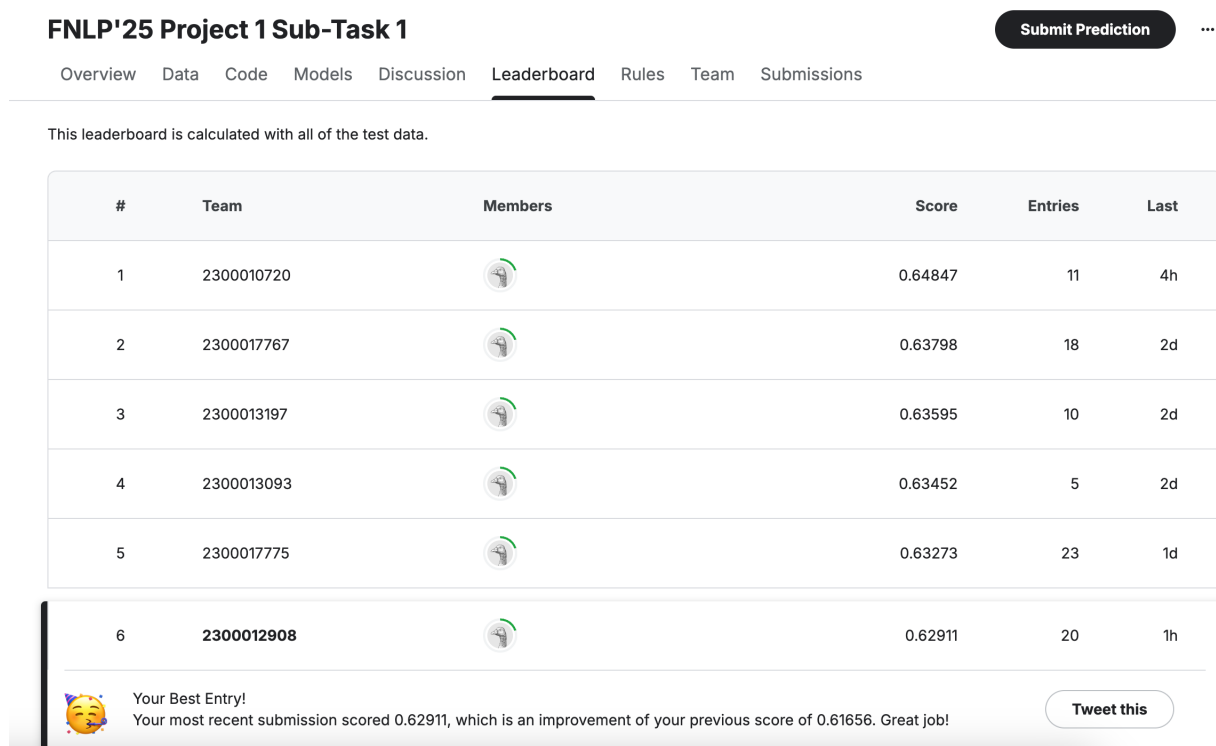 FNLP'25 Project 1 Sub-Task 1
Submit Prediction
...
Overview Data Code Models Discussion Leaderboard Rules Team Submissions
This leaderboard is calculated with all of the test data.
# Team Members Score Entries Last
1 2300010720 0.64847 11 4h
2 2300017767 0.63798 18 2d
3 2300013197 0.63595 10 2d
4 2300013093 0.63452 5 2d
5 2300017775 0.63273 23 1d
6 2300012908 0.62911 20 1h
Your Best Entry!
Your most recent submission scored 0.62911, which is an improvement of your previous score of 0.61656. Great job!
Tweet this